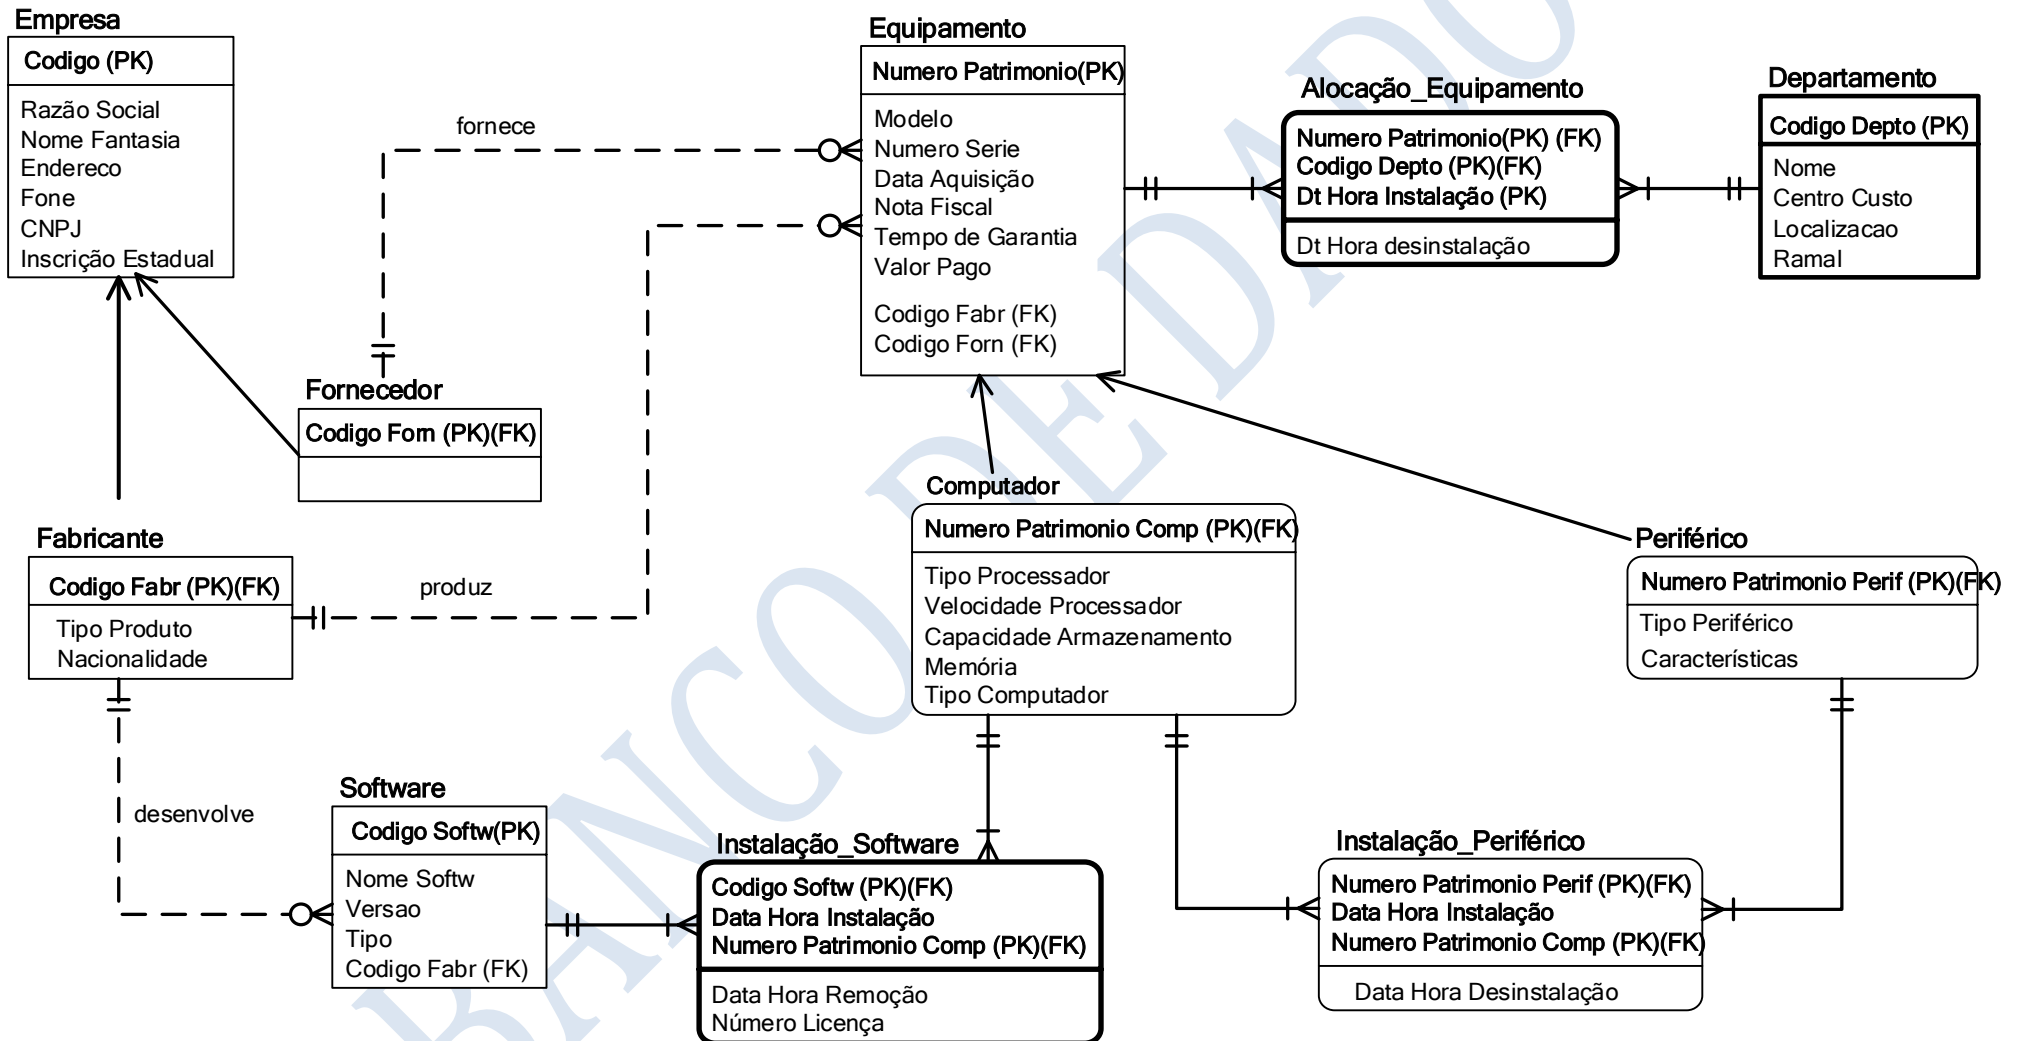 Empresa
Codigo (PK)
Razão Social
Nome Fantasia
Endereco
Fone
CNPJ
Inscrição Estadual
fornece
Equipamento
Numero Patrimonio(PK)
Modelo
Numero Serie
Data Aquisição
Nota Fiscal
Tempo de Garantia
Valor Pago
Codigo Fabr (FK)
Codigo Forn (FK)
Alocação_Equipamento
Numero Patrimonio(PK) (FK)
Codigo Depto (PK)(FK)
Dt Hora Instalação (PK)
Dt Hora desinstalação
Departamento
Codigo Depto (PK)
Nome
Centro Custo
Localizacao
Ramal
Fornecedor
Codigo Forn (PK)(FK)
Fabricante
Codigo Fabr (PK)(FK)
Tipo Produto
Nacionalidade
produz
Computador
Numero Patrimonio Comp (PK)(FK)
Tipo Processador
Velocidade Processador
Capacidade Armazenamento
Memória
Tipo Computador
Periférico
Numero Patrimonio Perif (PK)(FK)
Tipo Periférico
Características
desenvolve
Software
Codigo Softw(PK)
Nome Softw
Versao
Tipo
Codigo Fabr (FK)
Instalação_Software
Codigo Softw (PK)(FK)
Data Hora Instalação
Numero Patrimonio Comp (PK)(FK)
Data Hora Remoção
Número Licença
Instalação_Periférico
Numero Patrimonio Perif (PK)(FK)
Data Hora Instalação
Numero Patrimonio Comp (PK)(FK)
Data Hora Desinstalação
BANCO DE DADO